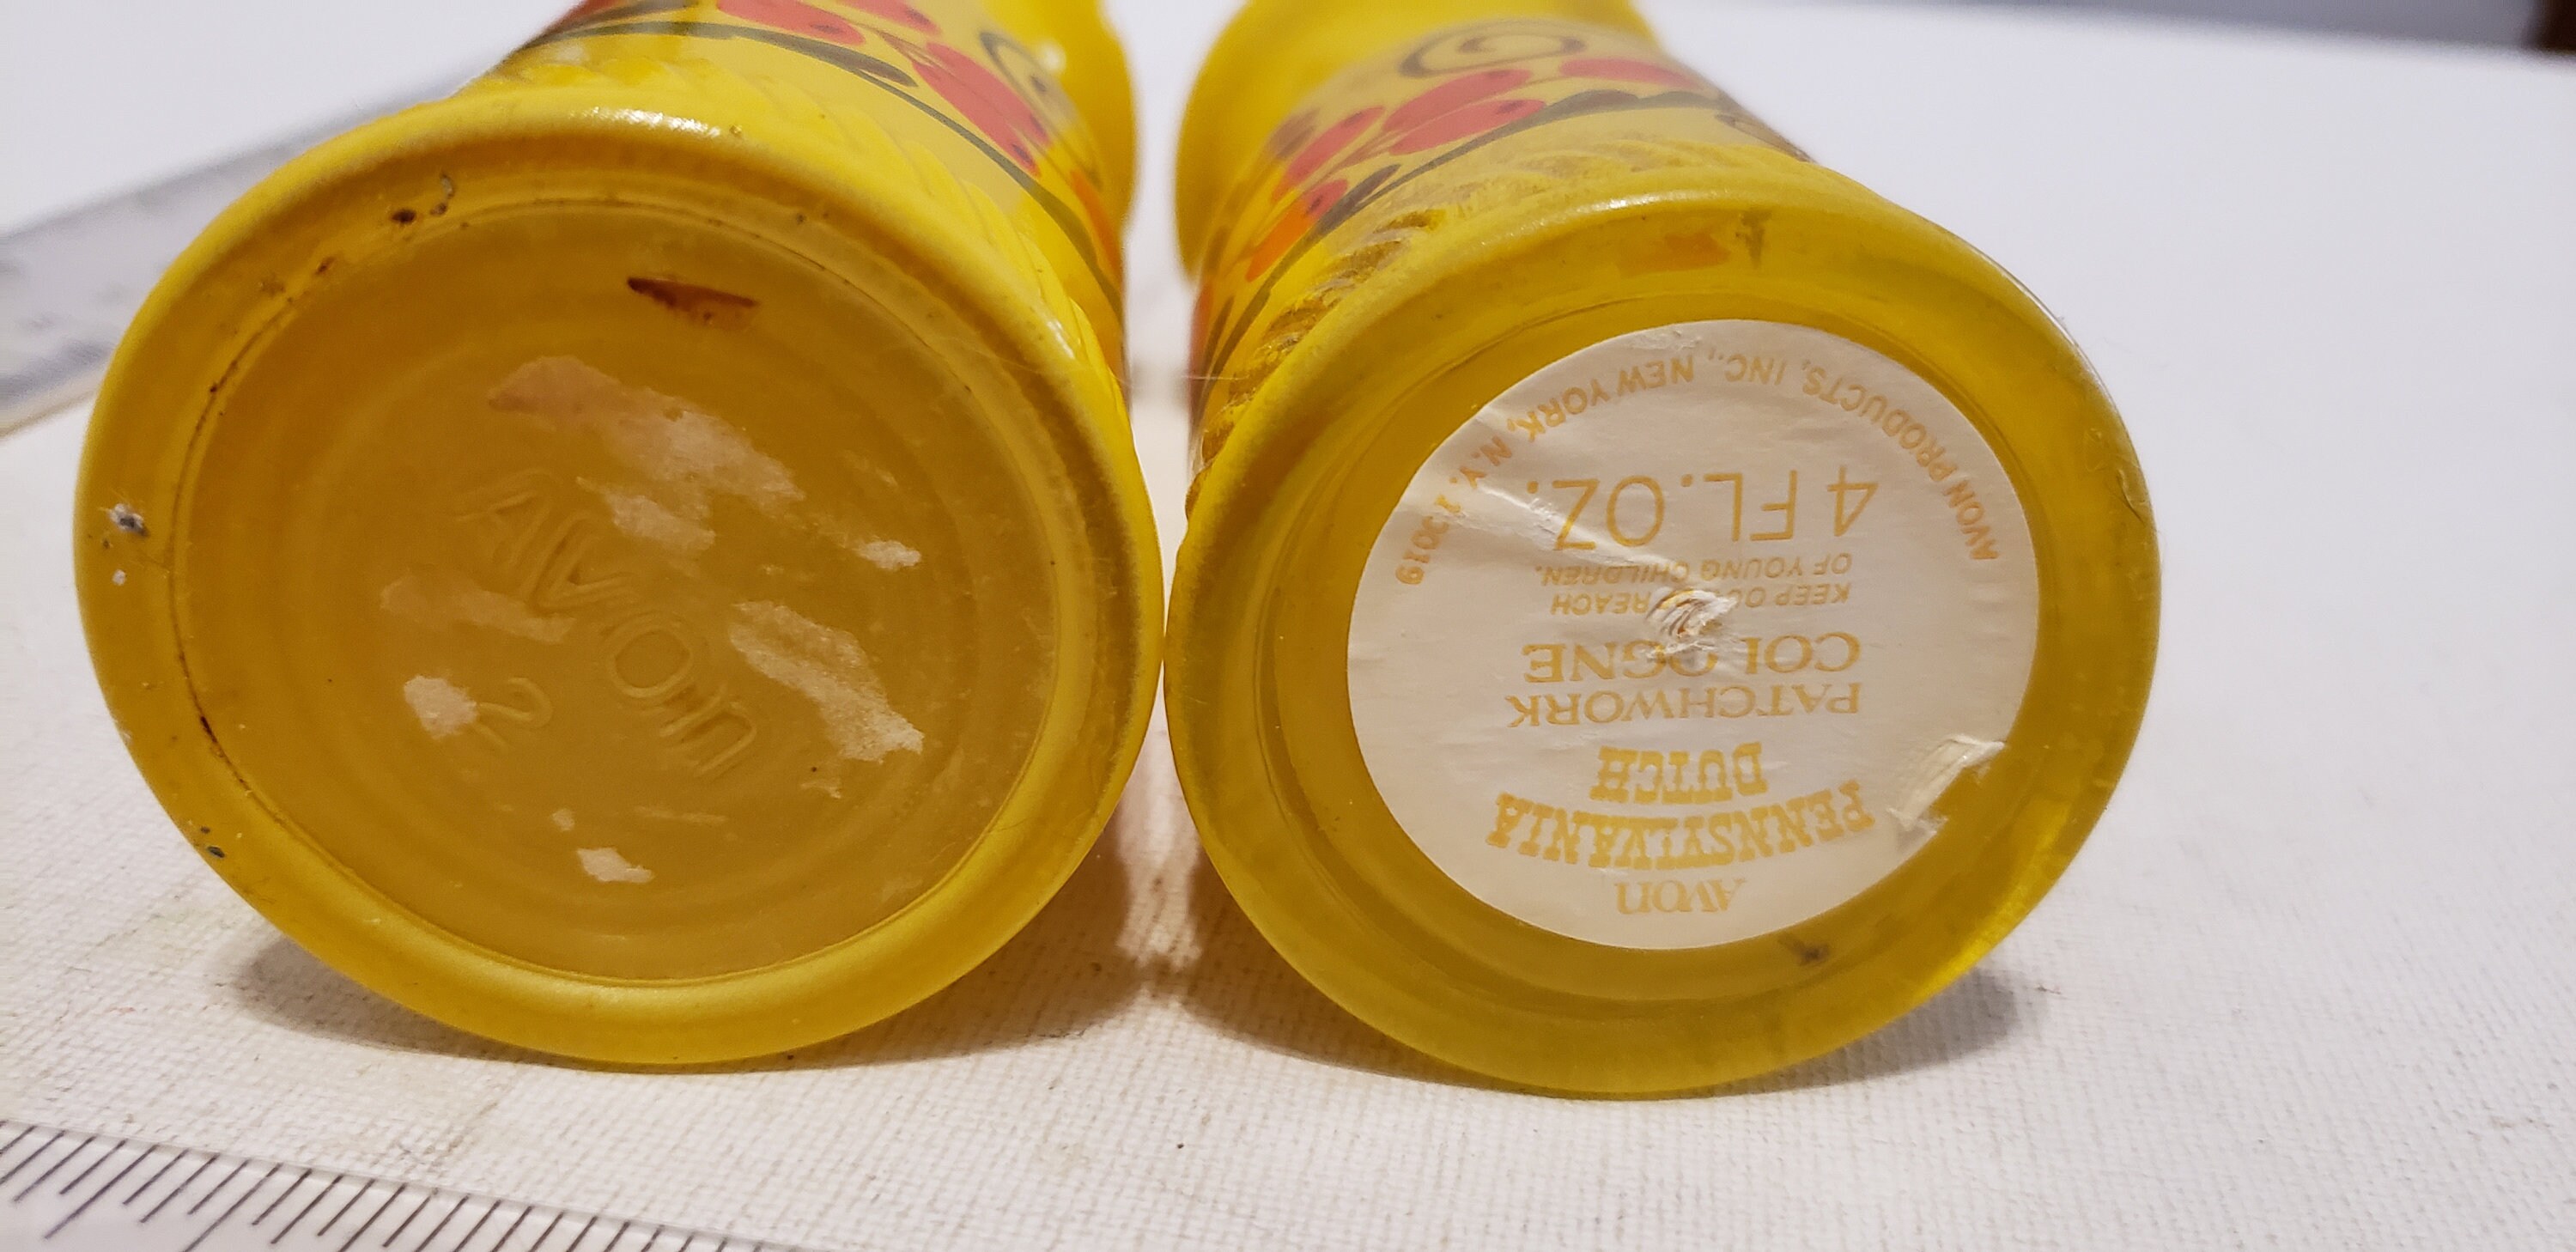 AVON
2
AVON
PENNSYLVANIA
DUTCH
PATCHWORK
COLOGNE
KEEP OUT REACH
OF YOUNG CHILDREN.
4 FL. OZ.
AVON PRODUCTS, INC., NEW YORK, N.Y. 10019